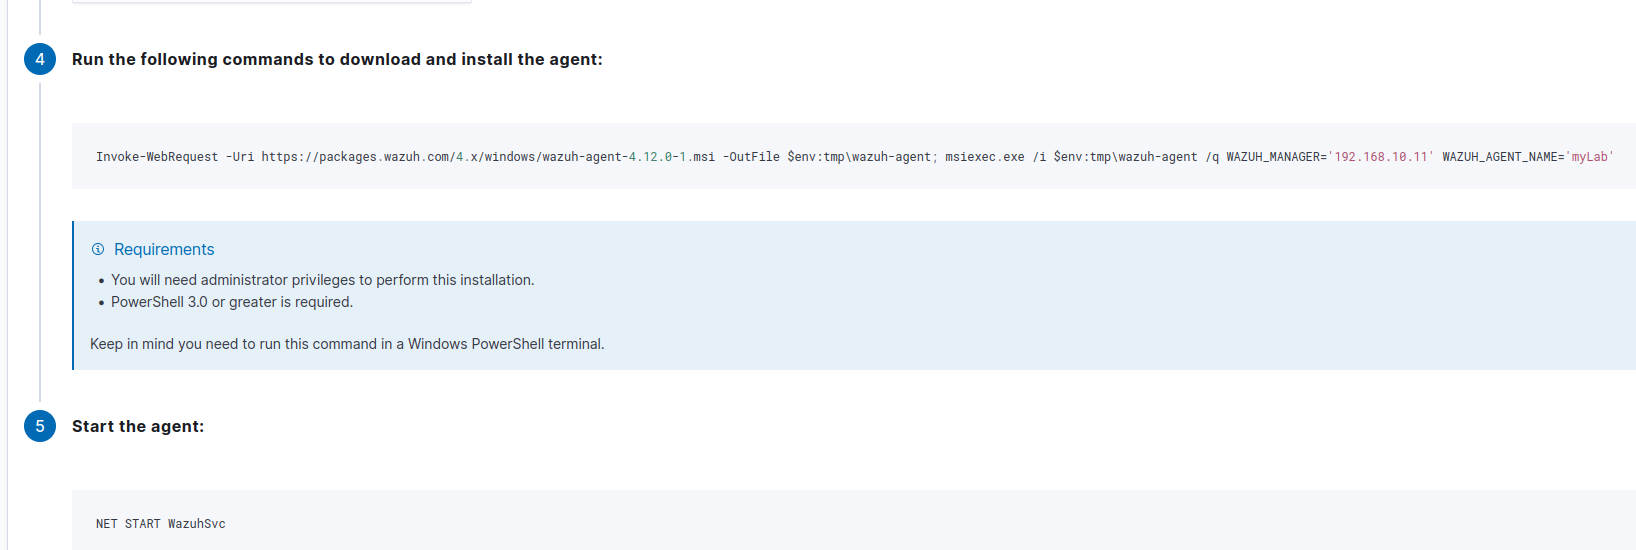 4
Run the following commands to download and install the agent:
Invoke-WebRequest -Uri https://packages.wazuh.com/4.x/windows/wazuh-agent-4.12.0-1.msi -OutFile $env:tmp\wazuh-agent; msiexec.exe /i $env:tmp\wazuh-agent /q WAZUH_MANAGER='192.168.10.11' WAZUH_AGENT_NAME='myLab'
Requirements
• You will need administrator privileges to perform this installation.
• PowerShell 3.0 or greater is required.
Keep in mind you need to run this command in a Windows PowerShell terminal.
5
Start the agent:
NET START WazuhSvc